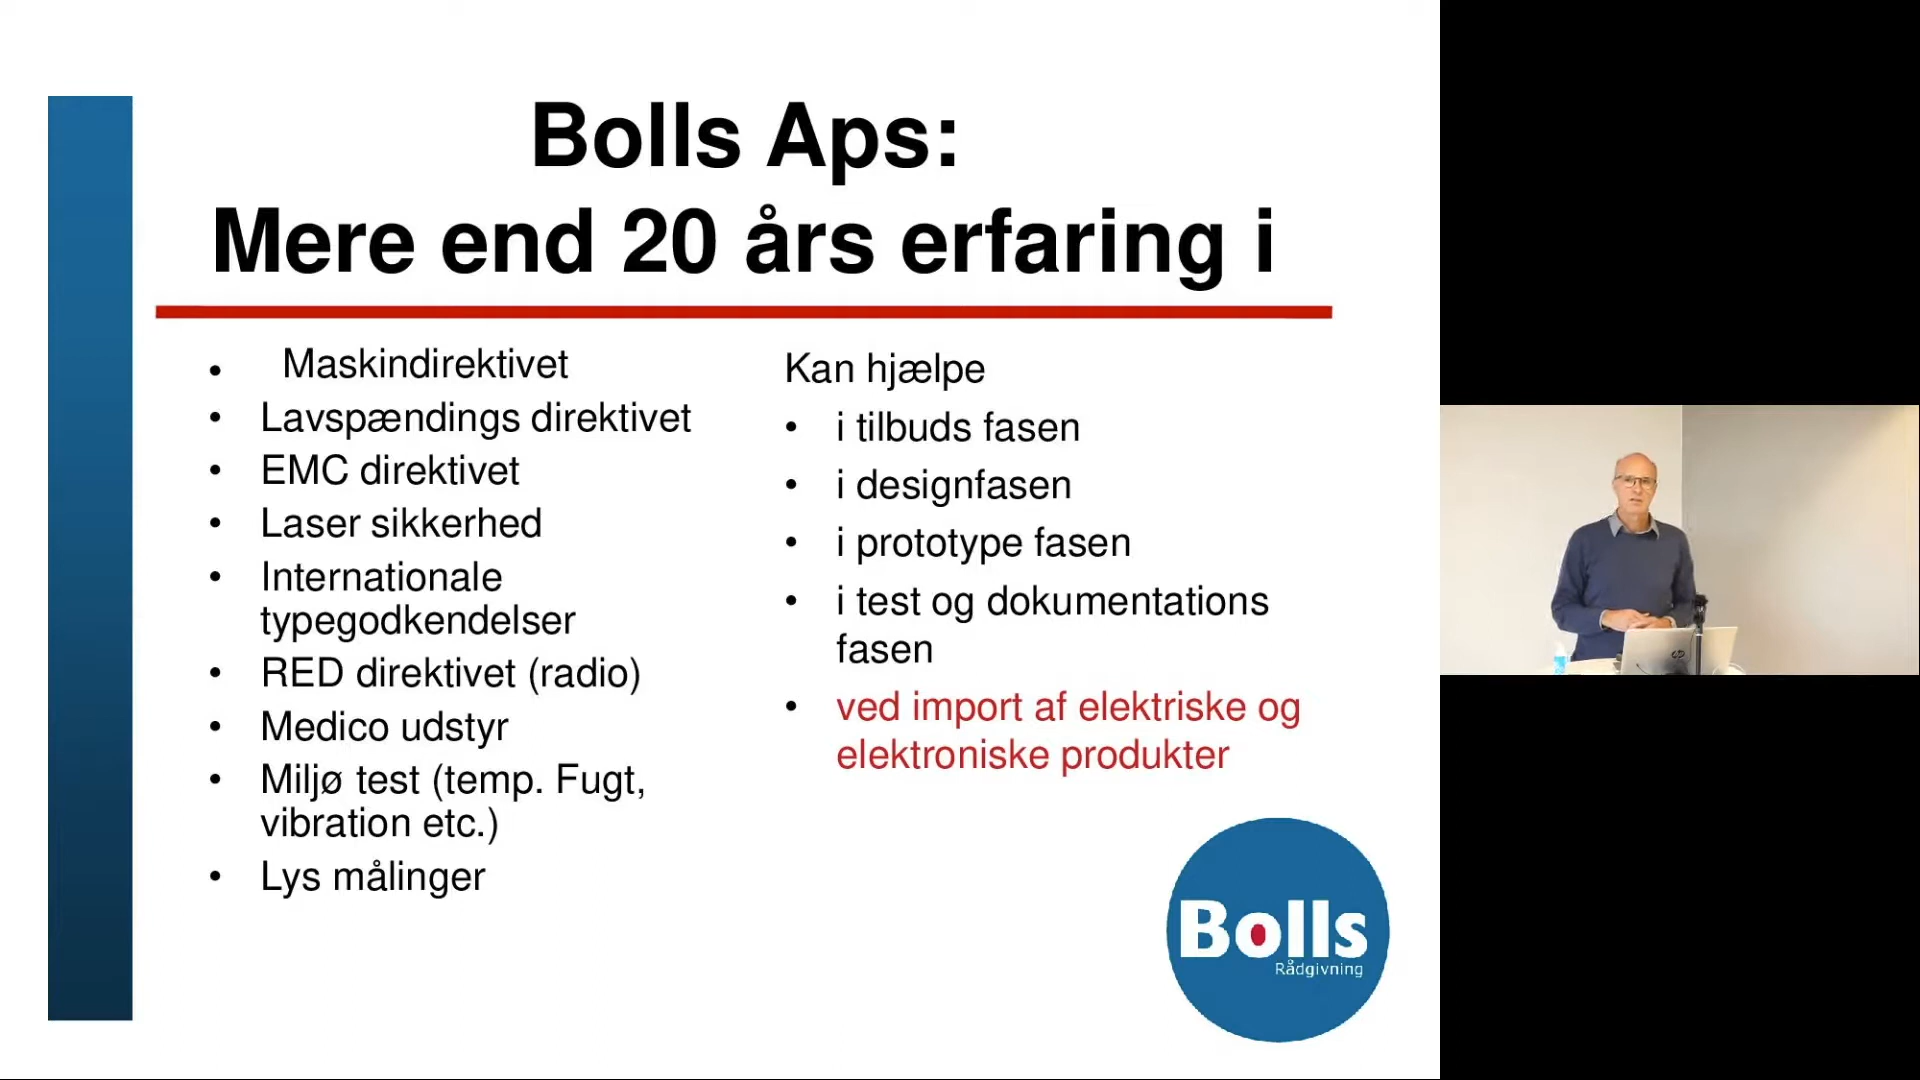 Bolls Aps:
Mere end 20 års erfaring i
• Maskindirektivet
• Lavspændings direktivet
• EMC direktivet
• Laser sikkerhed
• Internationale
typegodkendelser
• RED direktivet (radio)
• Medico udstyr
• Miljø test (temp. Fugt,
vibration etc.)
• Lys målinger
Kan hjælpe
• i tilbuds fasen
• i designfasen
• i prototype fasen
• i test og dokumentations
fasen
• ved import af elektriske og
elektroniske produkter
Bolls
Rådgivning
hp